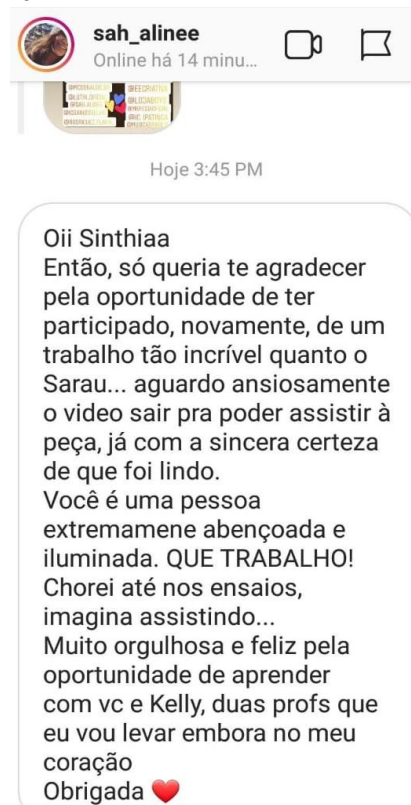 sah_alinee
Online há 14 minu...
Hoje 3:45 PM
Oii Sinthiaa
Então, só queria te agradecer
pela oportunidade de ter
participado, novamente, de um
trabalho tão incrível quanto o
Sarau... aguardo ansiosamente
o video sair pra poder assistir à
peça, já com a sincera certeza
de que foi lindo.
Você é uma pessoa
extremamene abençoada e
iluminada. QUE TRABALHO!
Chorei até nos ensaios,
imagina assistindo...
Muito orgulhosa e feliz pela
oportunidade de aprender
com vc e Kelly, duas profs que
eu vou levar embora no meu
coração
Obrigada ❤️